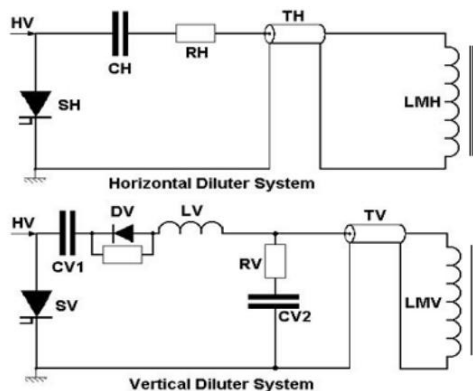 HV
CH
RH
TH
SH
LMH
Horizontal Diluter System
HV
CV1
DV
LV
TV
SV
RV
CV2
LMV
Vertical Diluter System